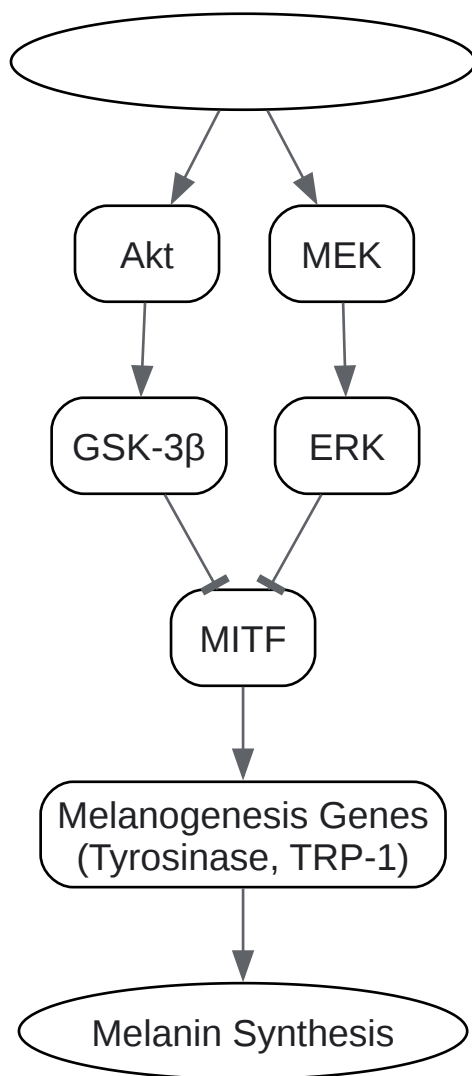 Akt
MEK
GSK-3β
ERK
MITF
Melanogenesis Genes
(Tyrosinase, TRP-1)
Melanin Synthesis